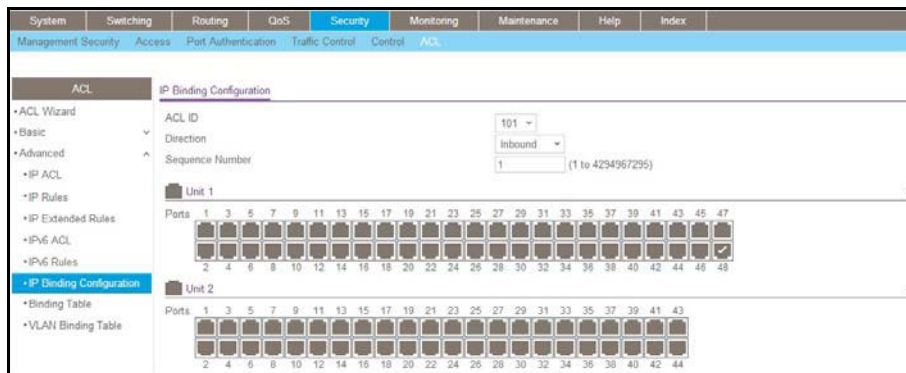 System Switching Routing QoS Security Monitoring Maintenance Help Index
Management Security Access Port Authentication Traffic Control Control ACL
ACL
IP Binding Configuration
• ACL Wizard
• Basic
• Advanced
• IP ACL
• IP Rules
• IP Extended Rules
• IPv6 ACL
• IPv6 Rules
• IP Binding Configuration
• Binding Table
• VLAN Binding Table
ACL ID 101
Direction Inbound
Sequence Number 1 (1 to 4294967295)
Unit 1
Ports 1 3 5 7 9 11 13 15 17 19 21 23 25 27 29 31 33 35 37 39 41 43 45 47
2 4 6 8 10 12 14 16 18 20 22 24 26 28 30 32 34 36 38 40 42 44 46 48
Unit 2
Ports 1 3 5 7 9 11 13 15 17 19 21 23 25 27 29 31 33 35 37 39 41 43
2 4 6 8 10 12 14 16 18 20 22 24 26 28 30 32 34 36 38 40 42 44